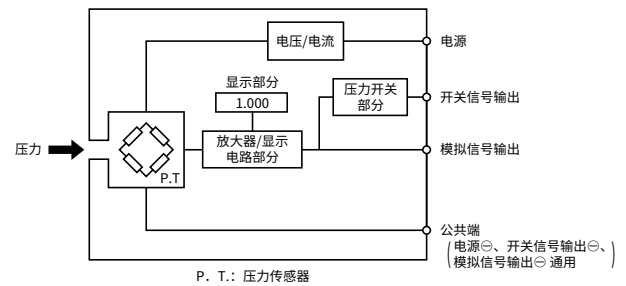 电压/电流
电源
显示部分
1.000
压力开关
部分
开关信号输出
压力
放大器/显示
电路部分
模拟信号输出
P.T
公共端
(电源㊀、开关信号输出㊀、
模拟信号输出㊀ 通用)
P. T.: 压力传感器